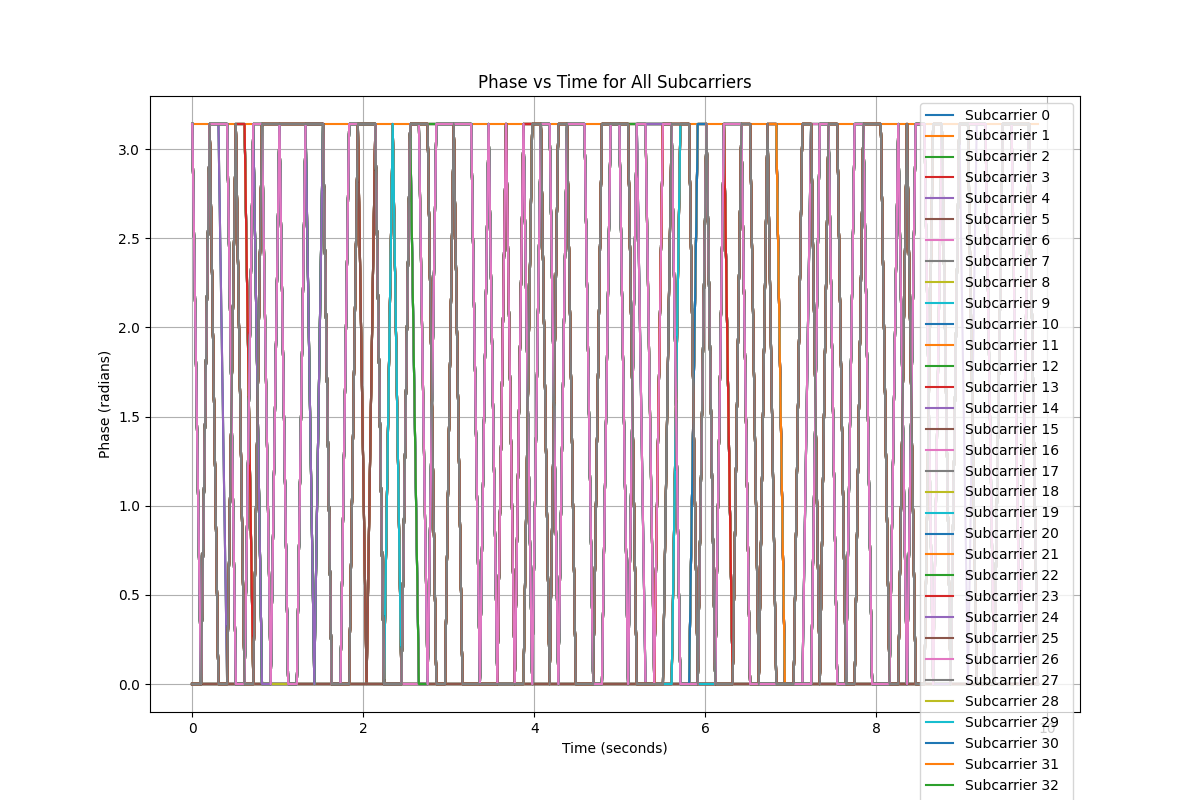 Phase vs Time for All Subcarriers
Phase (radians)
3.0
2.5
2.0
1.5
1.0
0.5
0.0
0
2
4
6
8
10
Time (seconds)
Subcarrier 0
Subcarrier 1
Subcarrier 2
Subcarrier 3
Subcarrier 4
Subcarrier 5
Subcarrier 6
Subcarrier 7
Subcarrier 8
Subcarrier 9
Subcarrier 10
Subcarrier 11
Subcarrier 12
Subcarrier 13
Subcarrier 14
Subcarrier 15
Subcarrier 16
Subcarrier 17
Subcarrier 18
Subcarrier 19
Subcarrier 20
Subcarrier 21
Subcarrier 22
Subcarrier 23
Subcarrier 24
Subcarrier 25
Subcarrier 26
Subcarrier 27
Subcarrier 28
Subcarrier 29
Subcarrier 30
Subcarrier 31
Subcarrier 32